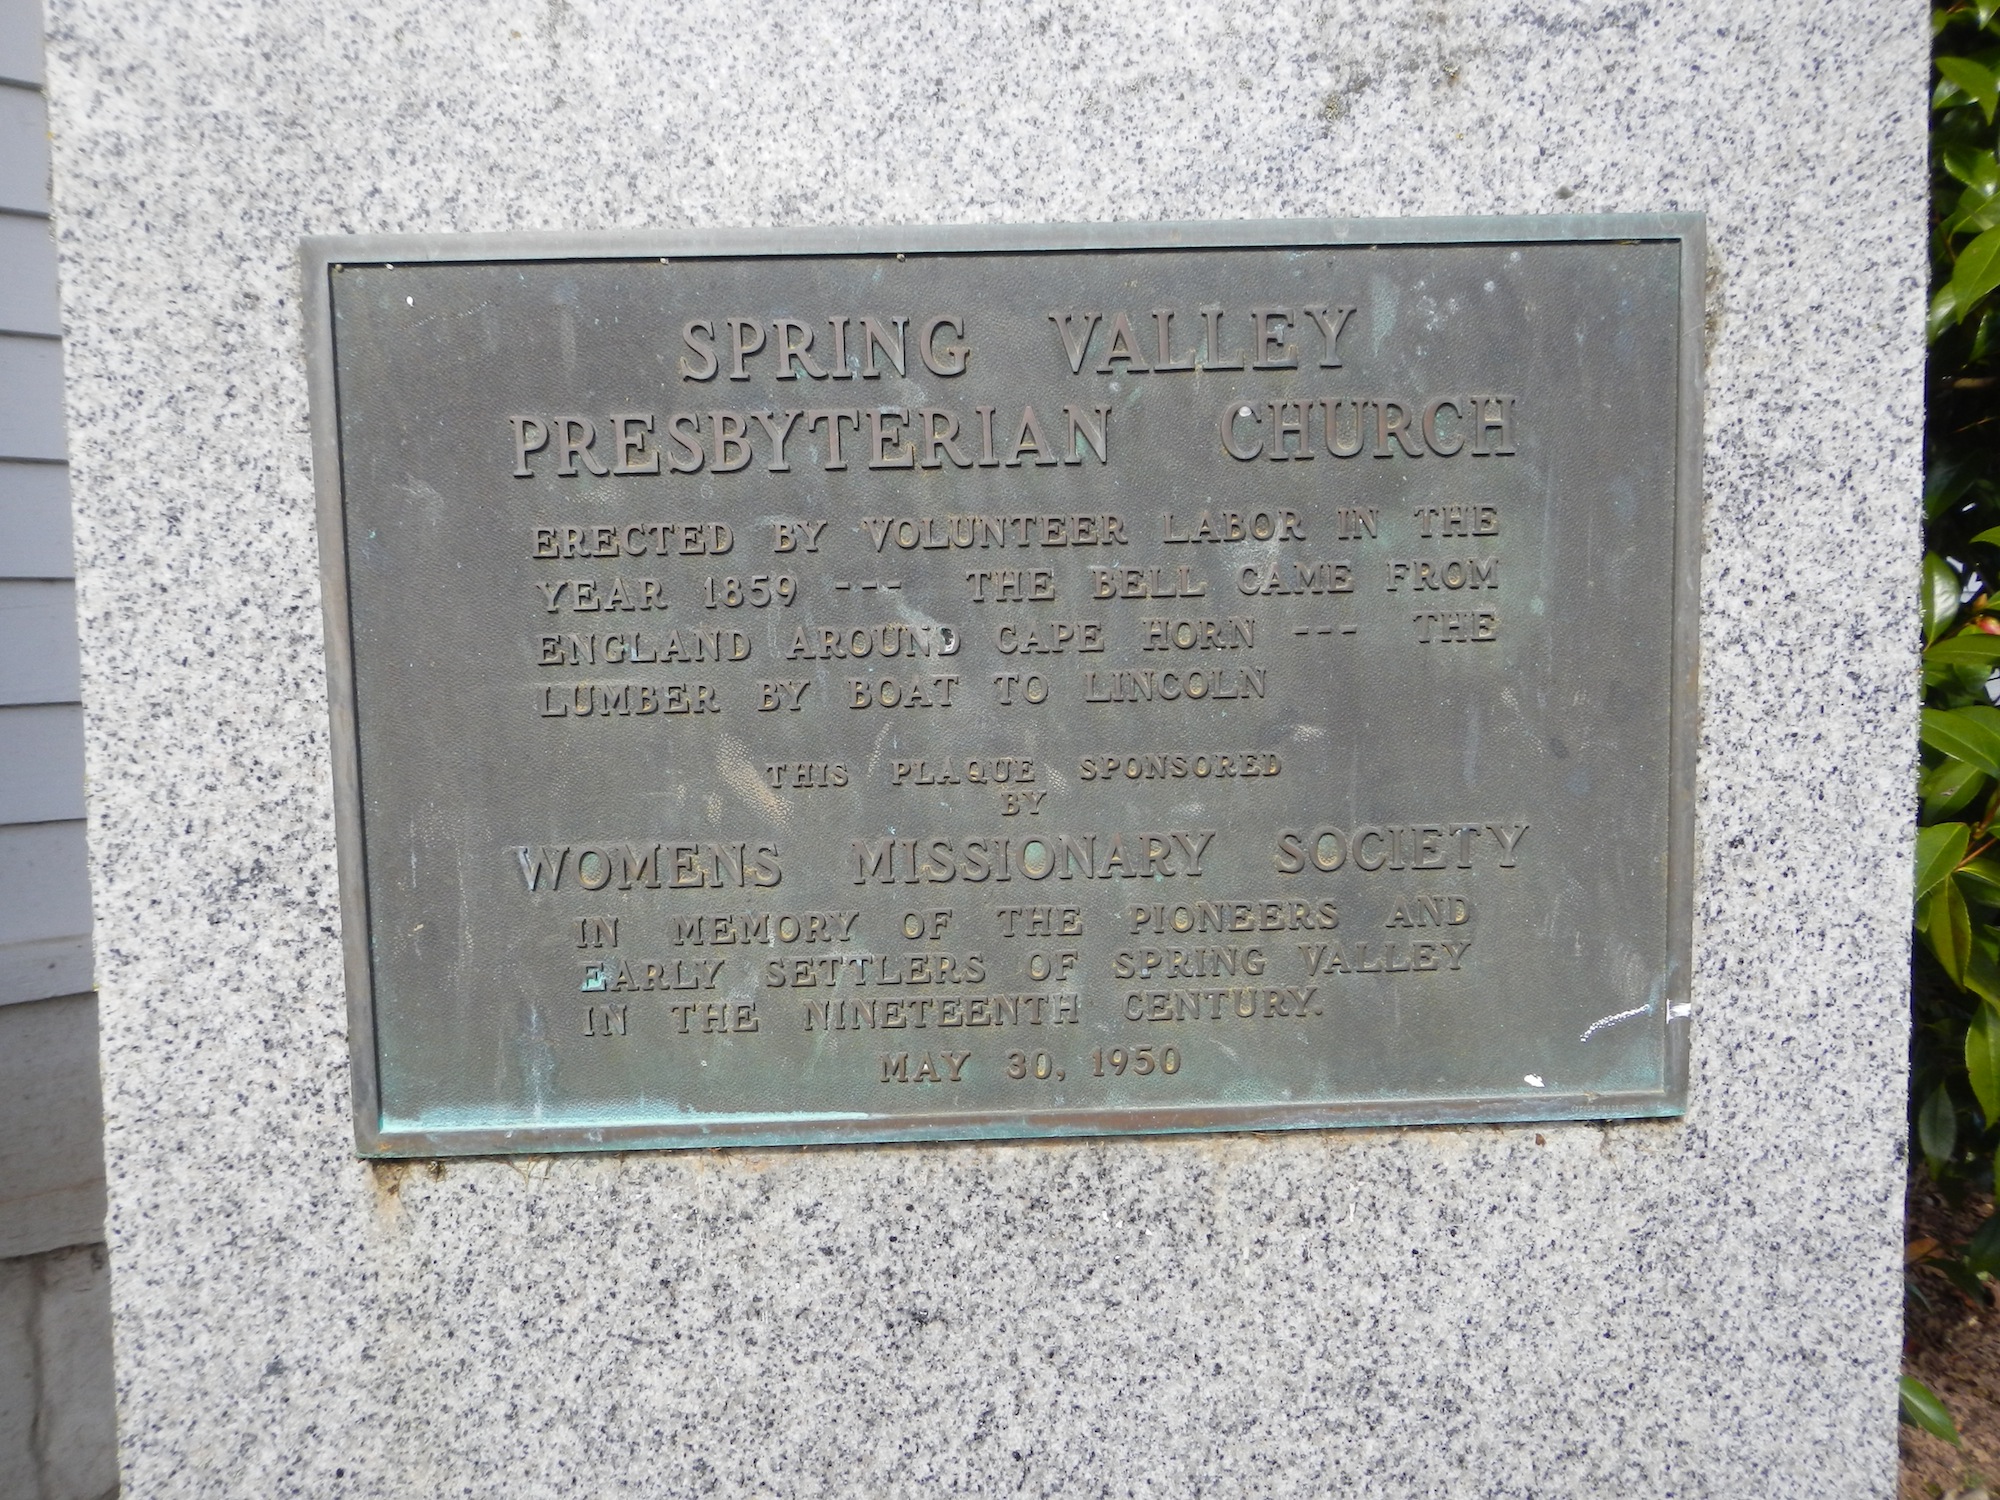 SPRING VALLEY
PRESBYTERIAN CHURCH
ERECTED BY VOLUNTEER LABOR IN THE
YEAR 1859 --- THE BELL CAME FROM
ENGLAND AROUND CAPE HORN --- THE
LUMBER BY BOAT TO LINCOLN
THIS PLAQUE SPONSORED
BY
WOMENS MISSIONARY SOCIETY
IN MEMORY OF THE PIONEERS AND
EARLY SETTLERS OF SPRING VALLEY
IN THE NINETEENTH CENTURY.
MAY 30, 1950